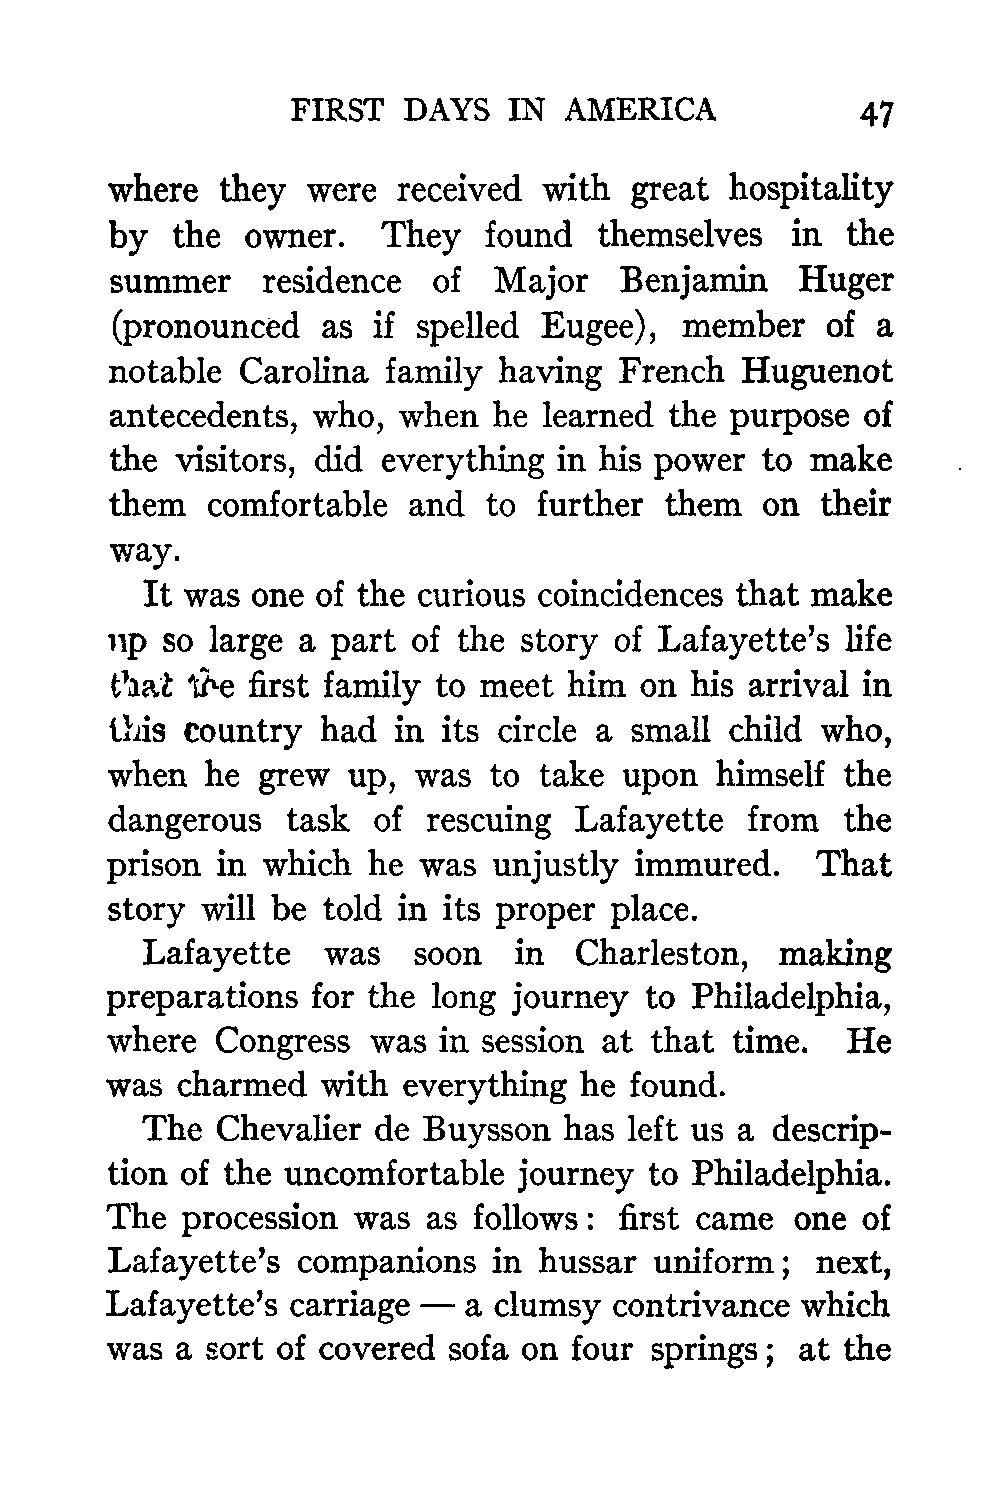 FIRST DAYS IN AMERICA 47
where they were received with great hospitality
by the owner. They found themselves in the
summer residence of Major Benjamin Huger
(pronounced as if spelled Eugee), member of a
notable Carolina family having French Huguenot
antecedents, who, when he learned the purpose of
the visitors, did everything in his power to make
them comfortable and to further them on their
way.
It was one of the curious coincidences that make
up so large a part of the story of Lafayette's life
that the first family to meet him on his arrival in
this country had in its circle a small child who,
when he grew up, was to take upon himself the
dangerous task of rescuing Lafayette from the
prison in which he was unjustly immured. That
story will be told in its proper place.
Lafayette was soon in Charleston, making
preparations for the long journey to Philadelphia,
where Congress was in session at that time. He
was charmed with everything he found.
The Chevalier de Buysson has left us a descrip-
tion of the uncomfortable journey to Philadelphia.
The procession was as follows: first came one of
Lafayette's companions in hussar uniform; next,
Lafayette's carriage — a clumsy contrivance which
was a sort of covered sofa on four springs; at the